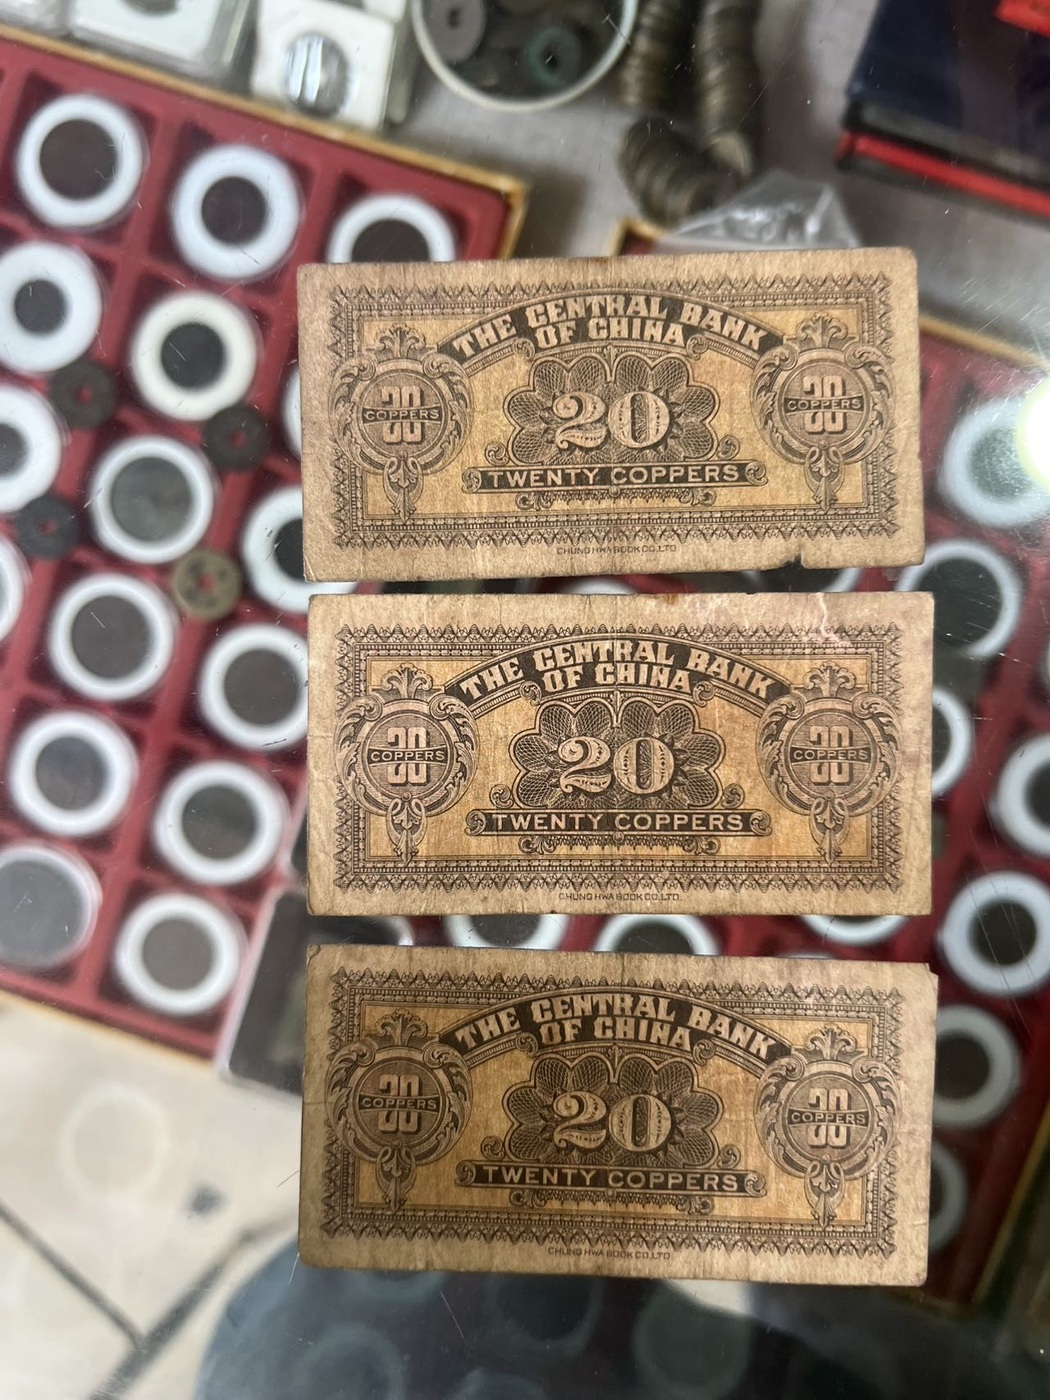 THE CENTRAL BANK
OF CHINA
20 COPPERS
20
20 COPPERS
TWENTY COPPERS
CHUNG HWA BOOK CO., LTD.
THE CENTRAL BANK
OF CHINA
20 COPPERS
20
20 COPPERS
TWENTY COPPERS
CHUNG HWA BOOK CO., LTD.
THE CENTRAL BANK
OF CHINA
20 COPPERS
20
20 COPPERS
TWENTY COPPERS
CHUNG HWA BOOK CO., LTD.